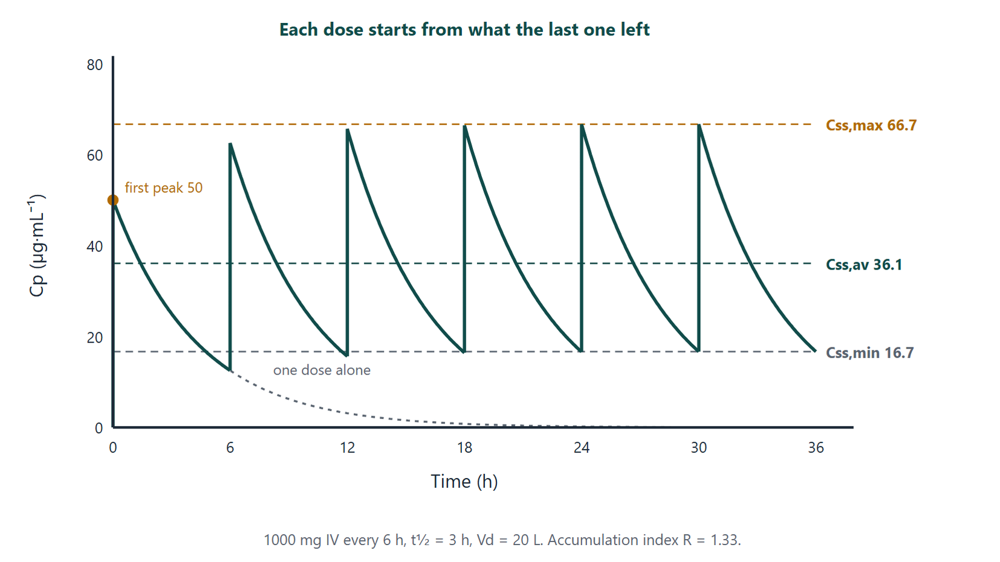 Each dose starts from what the last one left
80
60
40
20
0
Cp (µg·mL⁻¹)
first peak 50
one dose alone
Css,max 66.7
Css,av 36.1
Css,min 16.7
0 6 12 18 24 30 36
Time (h)
1000 mg IV every 6 h, t½ = 3 h, Vd = 20 L. Accumulation index R = 1.33.